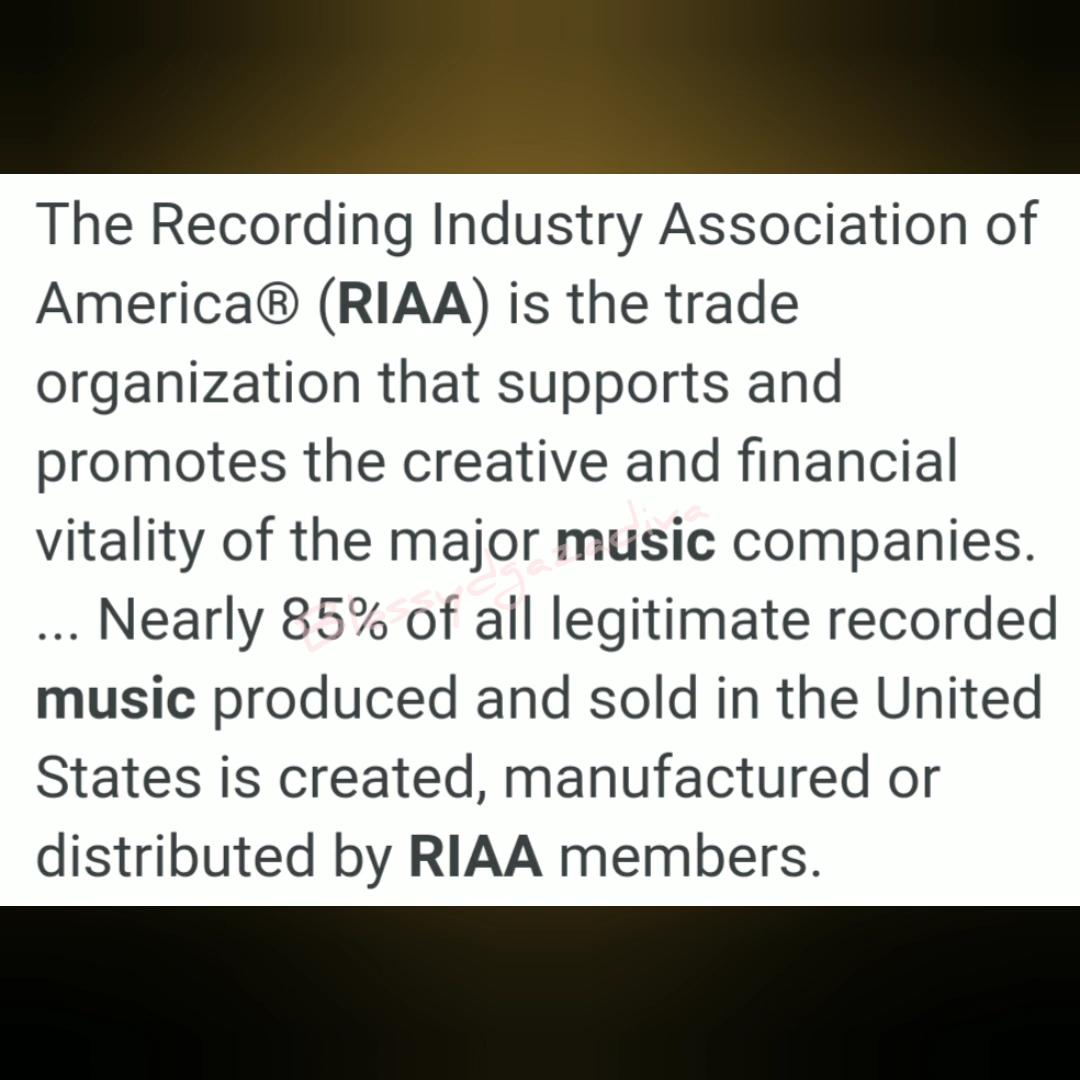 The Recording Industry Association of
America® (RIAA) is the trade
organization that supports and
promotes the creative and financial
vitality of the major music companies.
... Nearly 85% of all legitimate recorded
music produced and sold in the United
States is created, manufactured or
distributed by RIAA members.